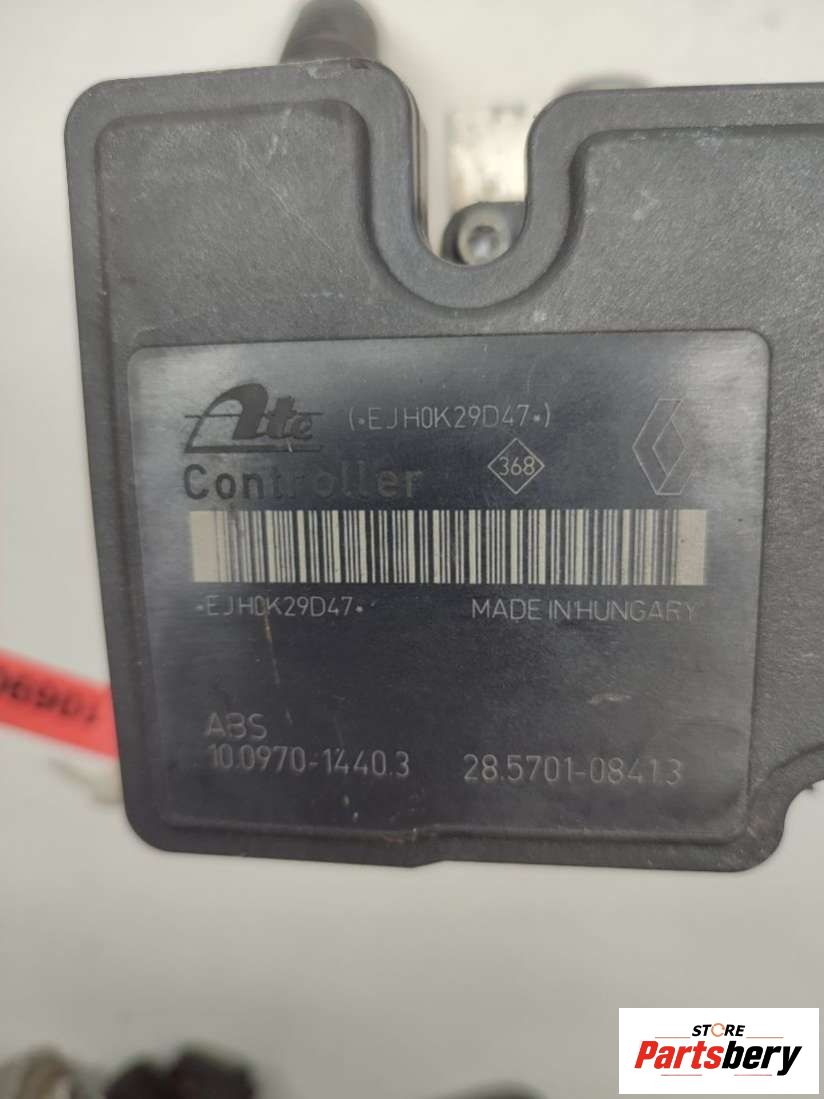 Ate (•EJH0K29D47•)
Controller 368
•EJH0K29D47• MADE IN HUNGARY
ABS
10.0970-1440.3 28.5701-0841.3
STORE
Partsbery